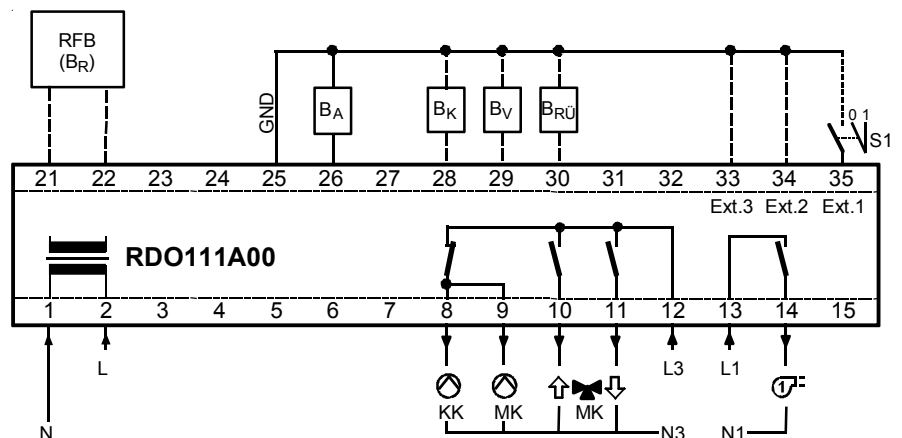 RFB
(BR)
GND
BA
BK
BV
BRÜ
0 1
S1
21 22 23 24 25 26 27 28 29 30 31 32 33 34 35
Ext.3 Ext.2 Ext.1
RDO111A00
1 2 3 4 5 6 7 8 9 10 11 12 13 14 15
L L3 L1
1
KK MK MK
N N3 N1